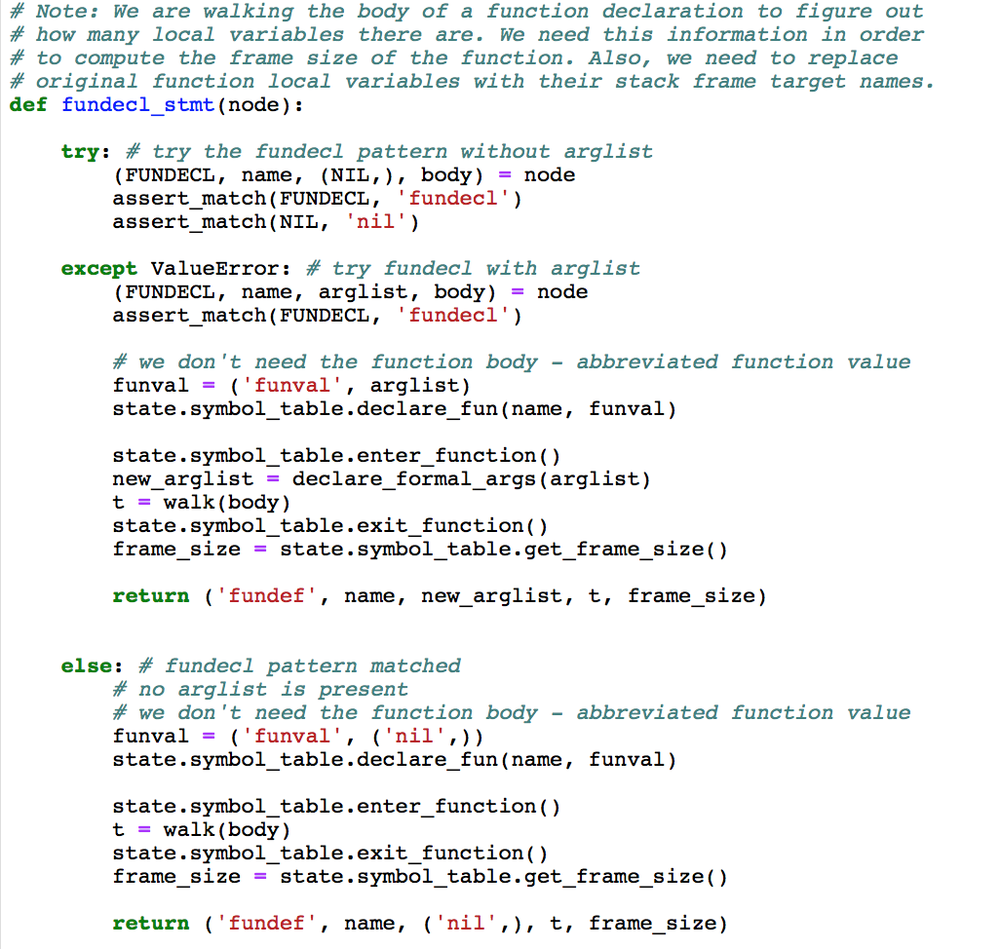 # Note: We are walking the body of a function declaration to figure out
# how many local variables there are. We need this information in order
# to compute the frame size of the function. Also, we need to replace
# original function local variables with their stack frame target names.
def fundecl_stmt(node):

    try: # try the fundecl pattern without arglist
        (FUNDECL, name, (NIL,), body) = node
        assert_match(FUNDECL, 'fundecl')
        assert_match(NIL, 'nil')

    except ValueError: # try fundecl with arglist
        (FUNDECL, name, arglist, body) = node
        assert_match(FUNDECL, 'fundecl')

        # we don't need the function body - abbreviated function value
        funval = ('funval', arglist)
        state.symbol_table.declare_fun(name, funval)

        state.symbol_table.enter_function()
        new_arglist = declare_formal_args(arglist)
        t = walk(body)
        state.symbol_table.exit_function()
        frame_size = state.symbol_table.get_frame_size()

        return ('fundef', name, new_arglist, t, frame_size)


    else: # fundecl pattern matched
        # no arglist is present
        # we don't need the function body - abbreviated function value
        funval = ('funval', ('nil',))
        state.symbol_table.declare_fun(name, funval)

        state.symbol_table.enter_function()
        t = walk(body)
        state.symbol_table.exit_function()
        frame_size = state.symbol_table.get_frame_size()

        return ('fundef', name, ('nil',), t, frame_size)